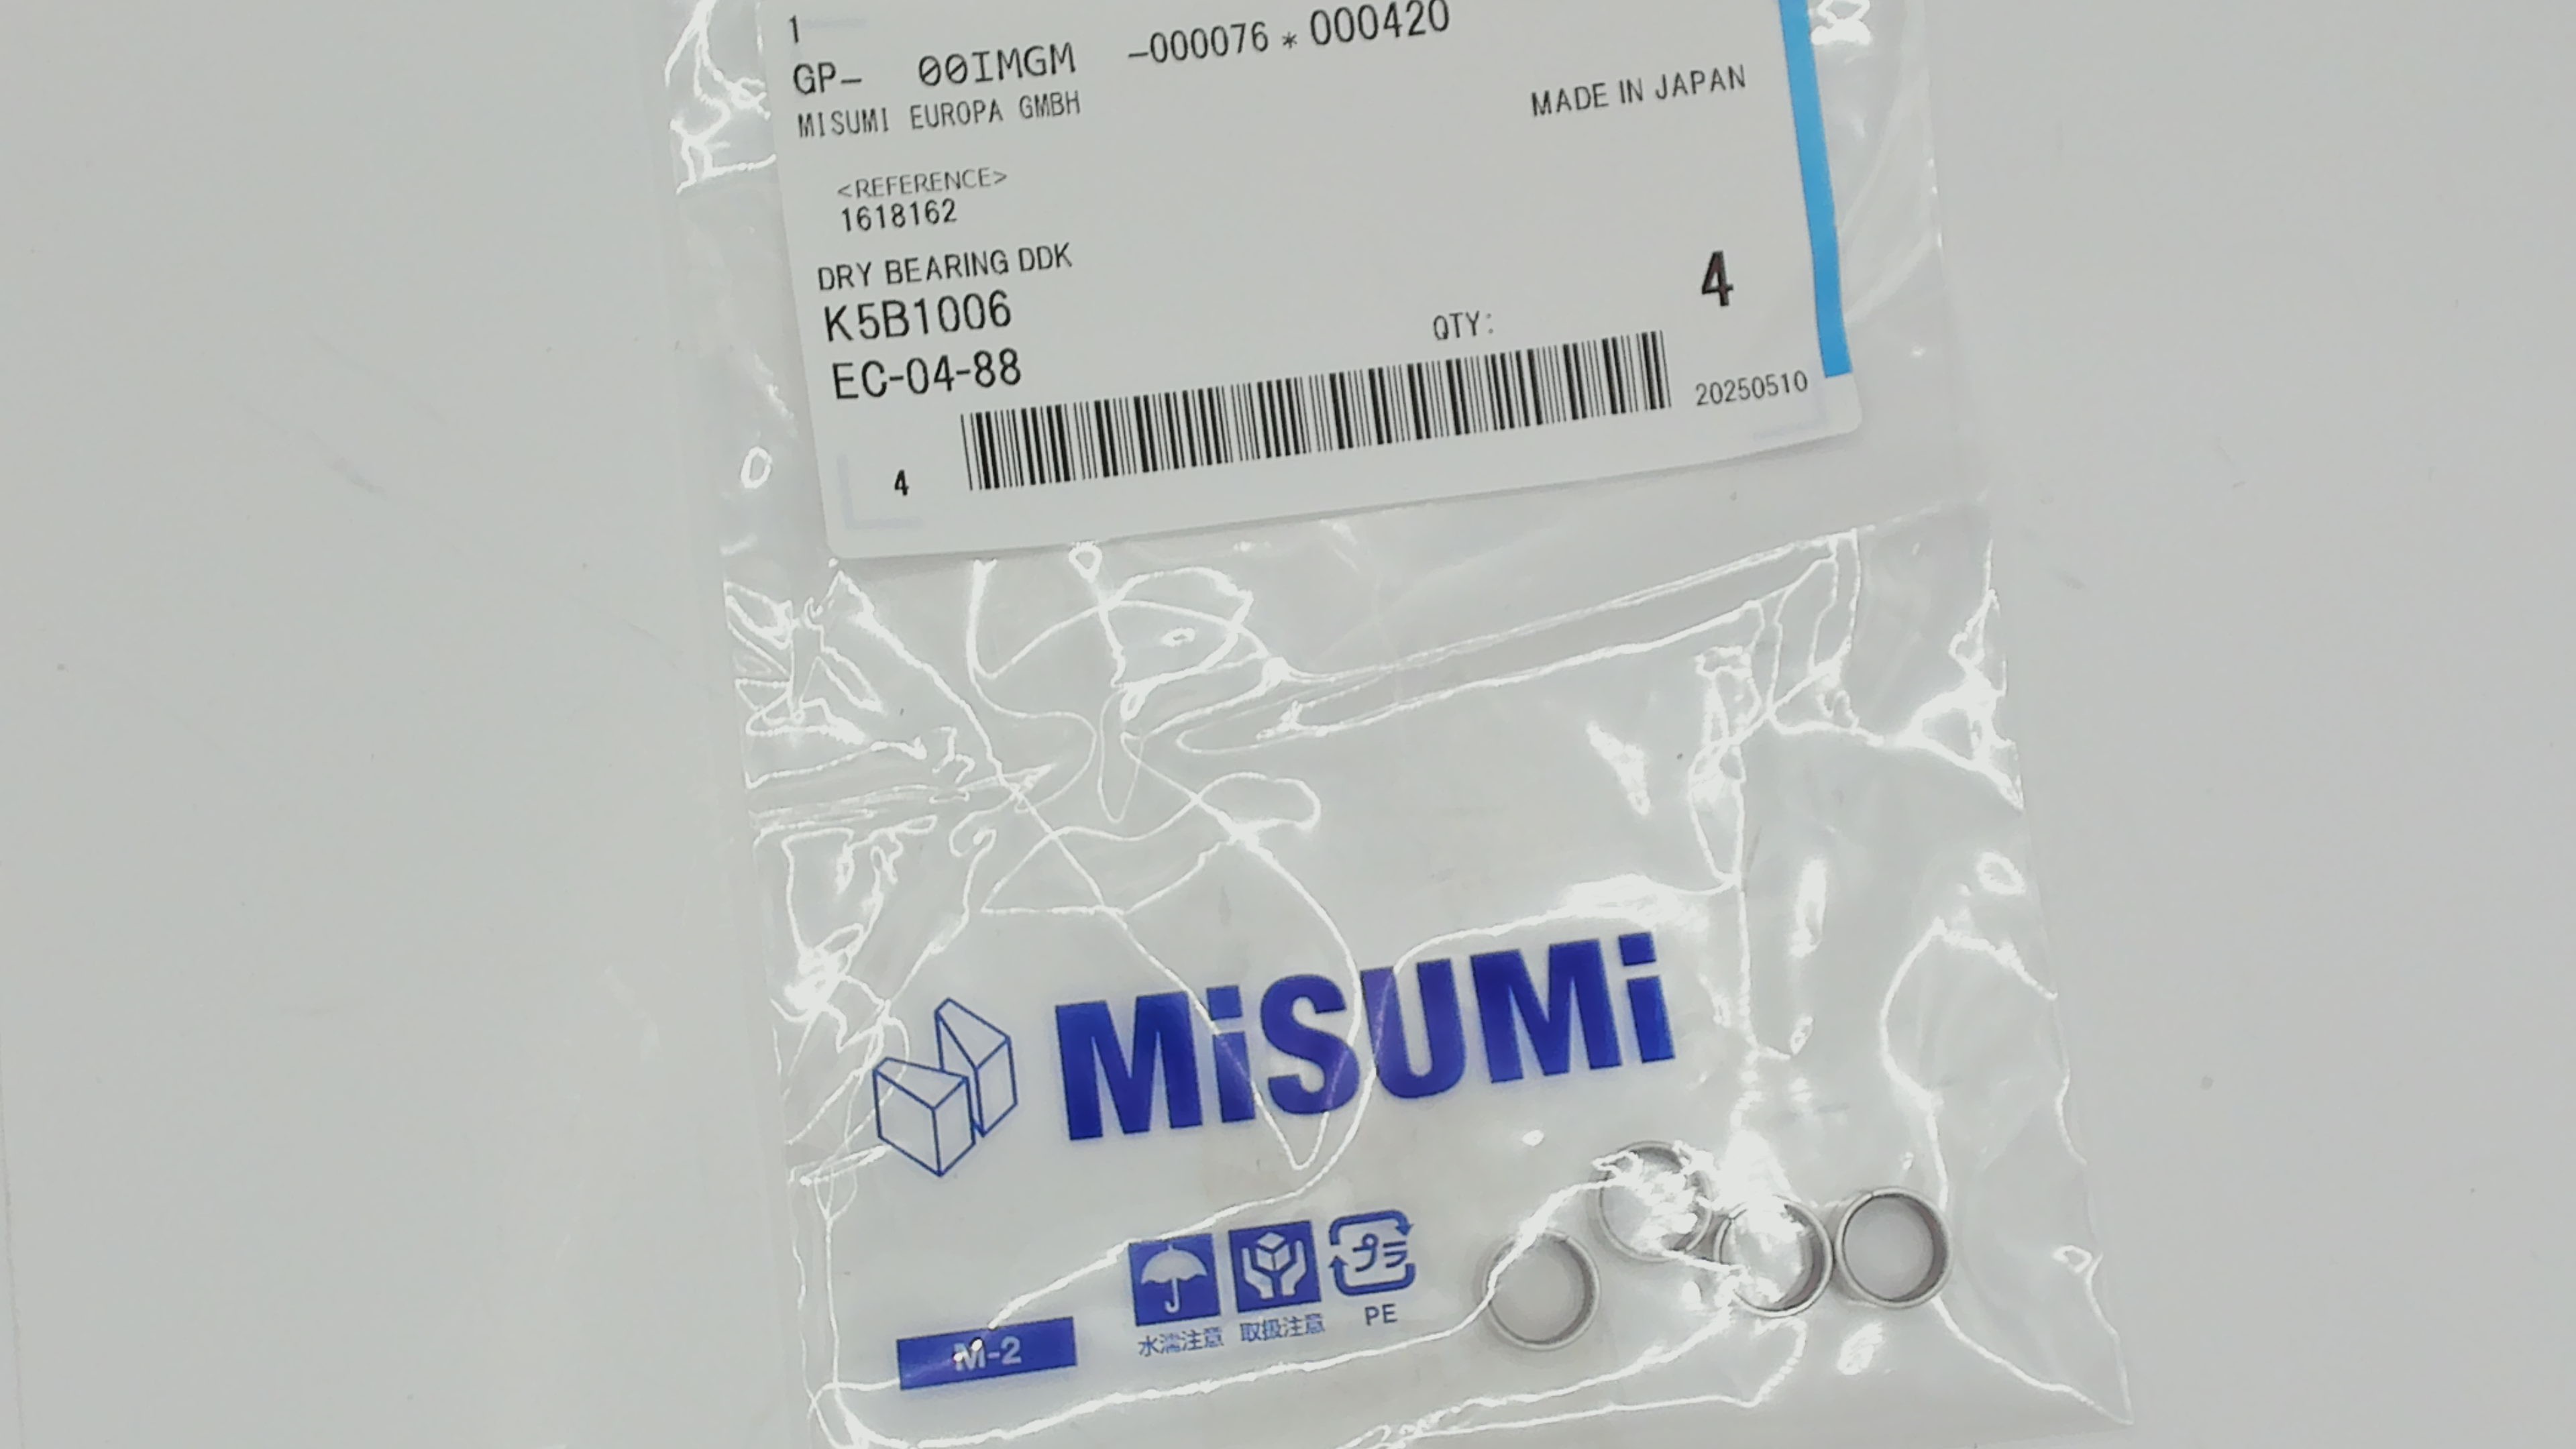 1
GP- 00IMGM -000076 * 000420
MISUMI EUROPA GMBH
MADE IN JAPAN
<REFERENCE>
1618162
DRY BEARING DDK
K5B1006
QTY: 4
EC-04-88
4
20250510
MiSUMi
水濡注意 取扱注意 プラ PE
M-2